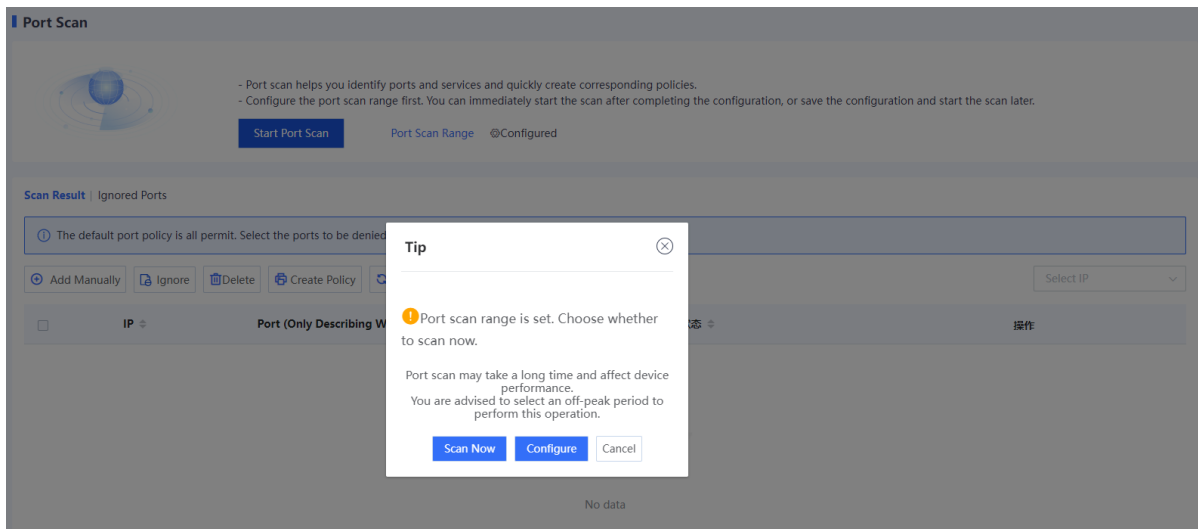 Port Scan
- Port scan helps you identify ports and services and quickly create corresponding policies.
- Configure the port scan range first. You can immediately start the scan after completing the configuration, or save the configuration and start the scan later.
Start Port Scan
Port Scan Range
Configured
Scan Result | Ignored Ports
The default port policy is all permit. Select the ports to be denied
Add Manually
Ignore
Delete
Create Policy
Select IP
IP
Port (Only Describing W
态
操作
Tip
Port scan range is set. Choose whether
to scan now.
Port scan may take a long time and affect device
performance.
You are advised to select an off-peak period to
perform this operation.
Scan Now
Configure
Cancel
No data